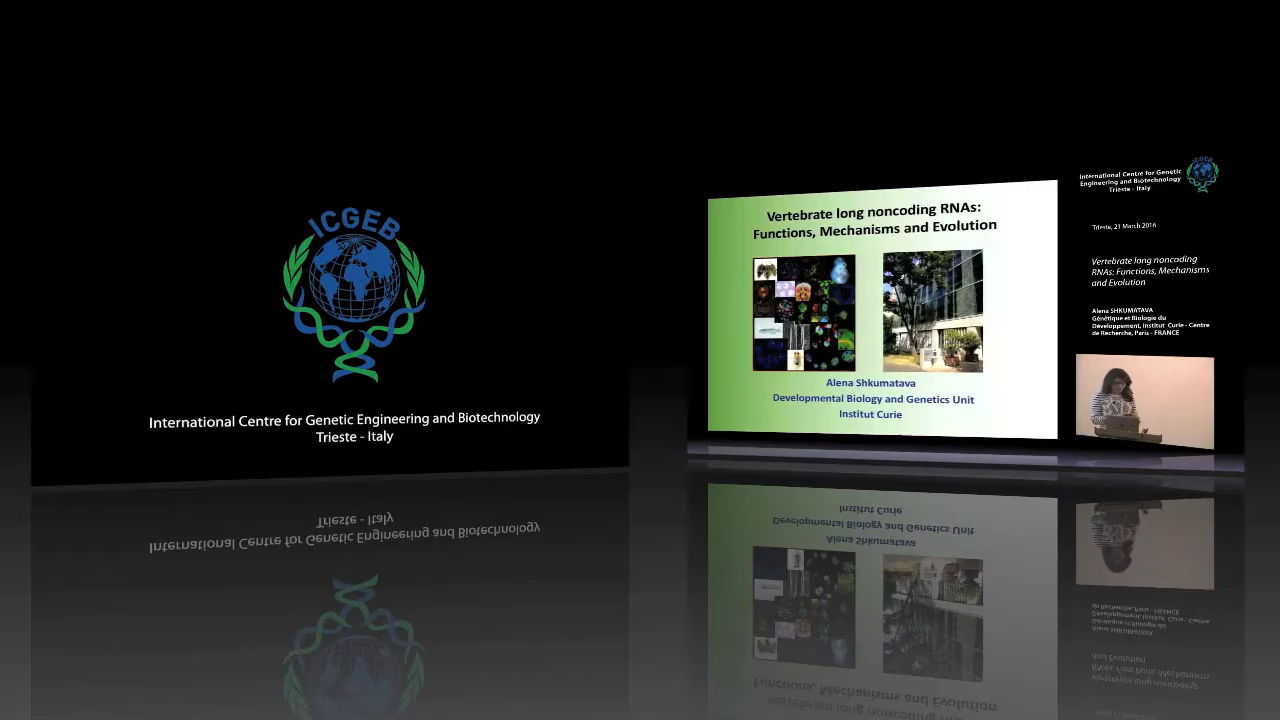 ICGEB
International Centre for Genetic Engineering and Biotechnology
Trieste - Italy
Vertebrate long noncoding RNAs:
Functions, Mechanisms and Evolution
Alena Shkumatava
Developmental Biology and Genetics Unit
Institut Curie
ICGEB
International Centre for Genetic
Engineering and Biotechnology
Trieste - Italy
Trieste, 21 March 2016
Vertebrate long noncoding
RNAs: Functions, Mechanisms
and Evolution
Alena SHKUMATAVA
Génétique et Biologie du
Développement, Institut Curie - Centre
de Recherche, Paris - FRANCE